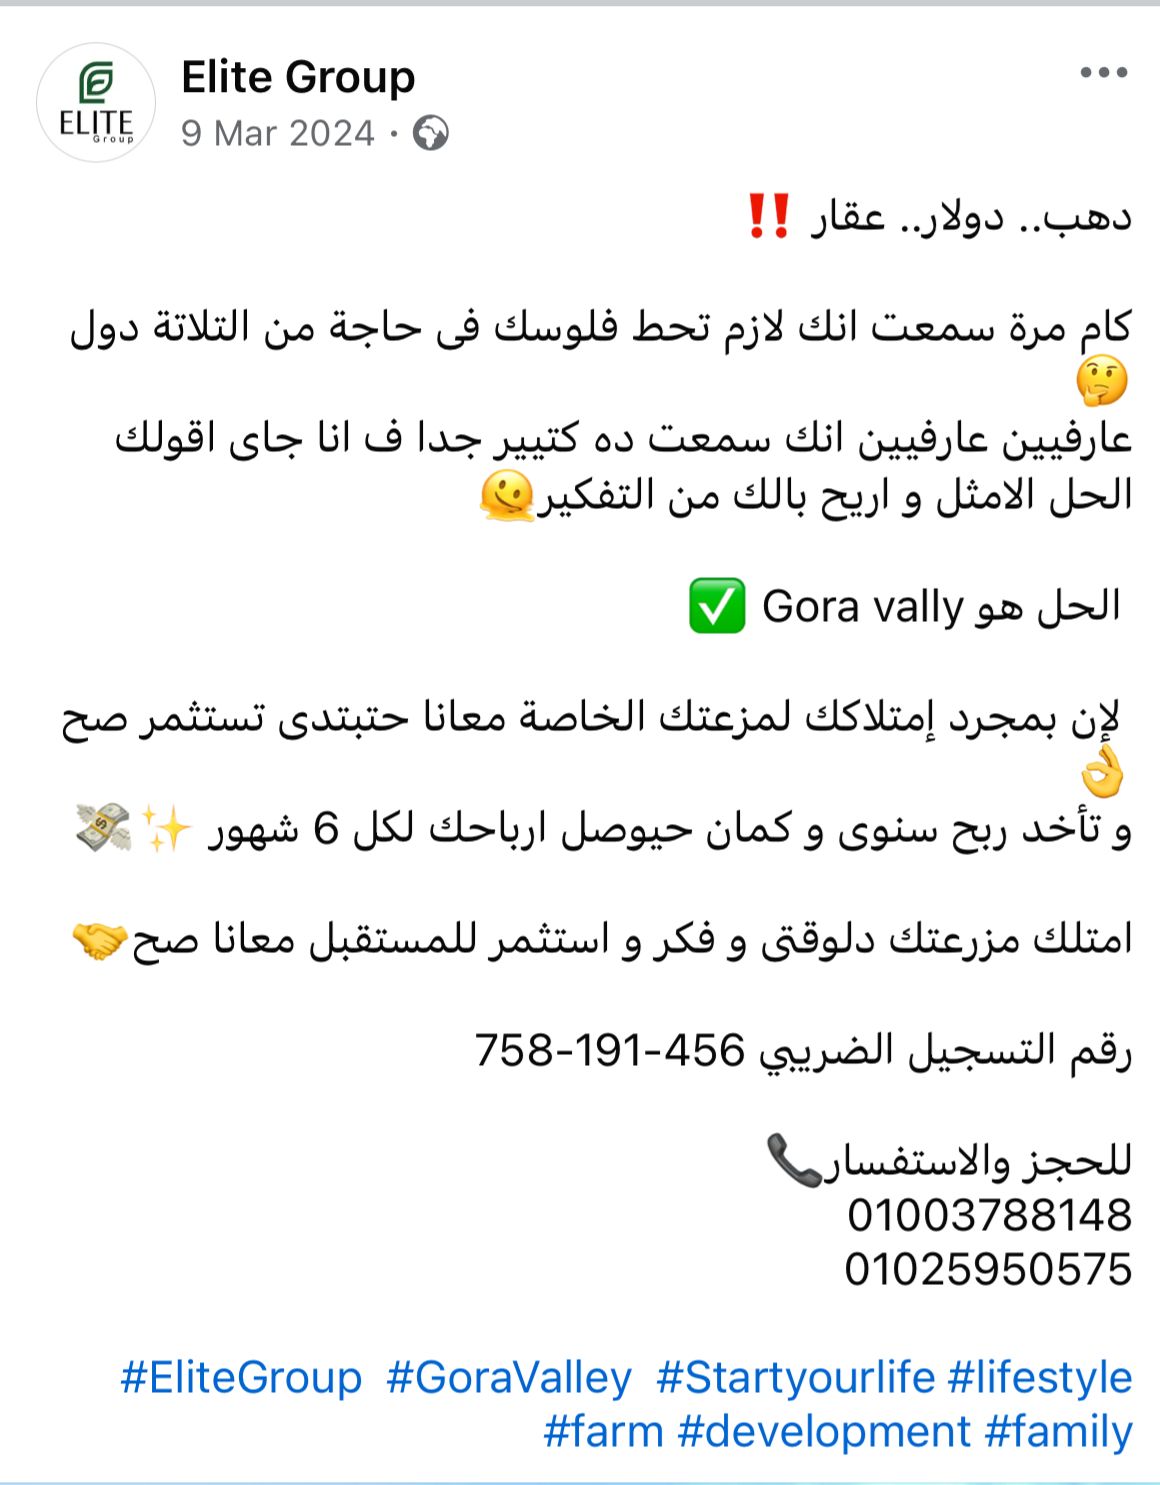 ELITE
Group
Elite Group
9 Mar 2024 ·
دهب.. دولار.. عقار ‼️
كام مرة سمعت انك لازم تحط فلوسك فى حاجة من التلاتة دول
🤔
عارفيين عارفيين انك سمعت ده كتيير جدا ف انا جاى اقولك
الحل الامثل و اريح بالك من التفكير🫠
الحل هو Gora vally ✅
لإن بمجرد إمتلاكك لمزعتك الخاصة معانا حتبتدى تستثمر صح
👌
و تأخد ربح سنوى و كمان حيوصل ارباحك لكل 6 شهور ✨💸
امتلك مزرعتك دلوقتى و فكر و استثمر للمستقبل معانا صح🤝
رقم التسجيل الضريبي 456-191-758
للحجز والاستفسار📞
01003788148
01025950575
#EliteGroup #GoraValley #Startyourlife #lifestyle
#farm #development #family